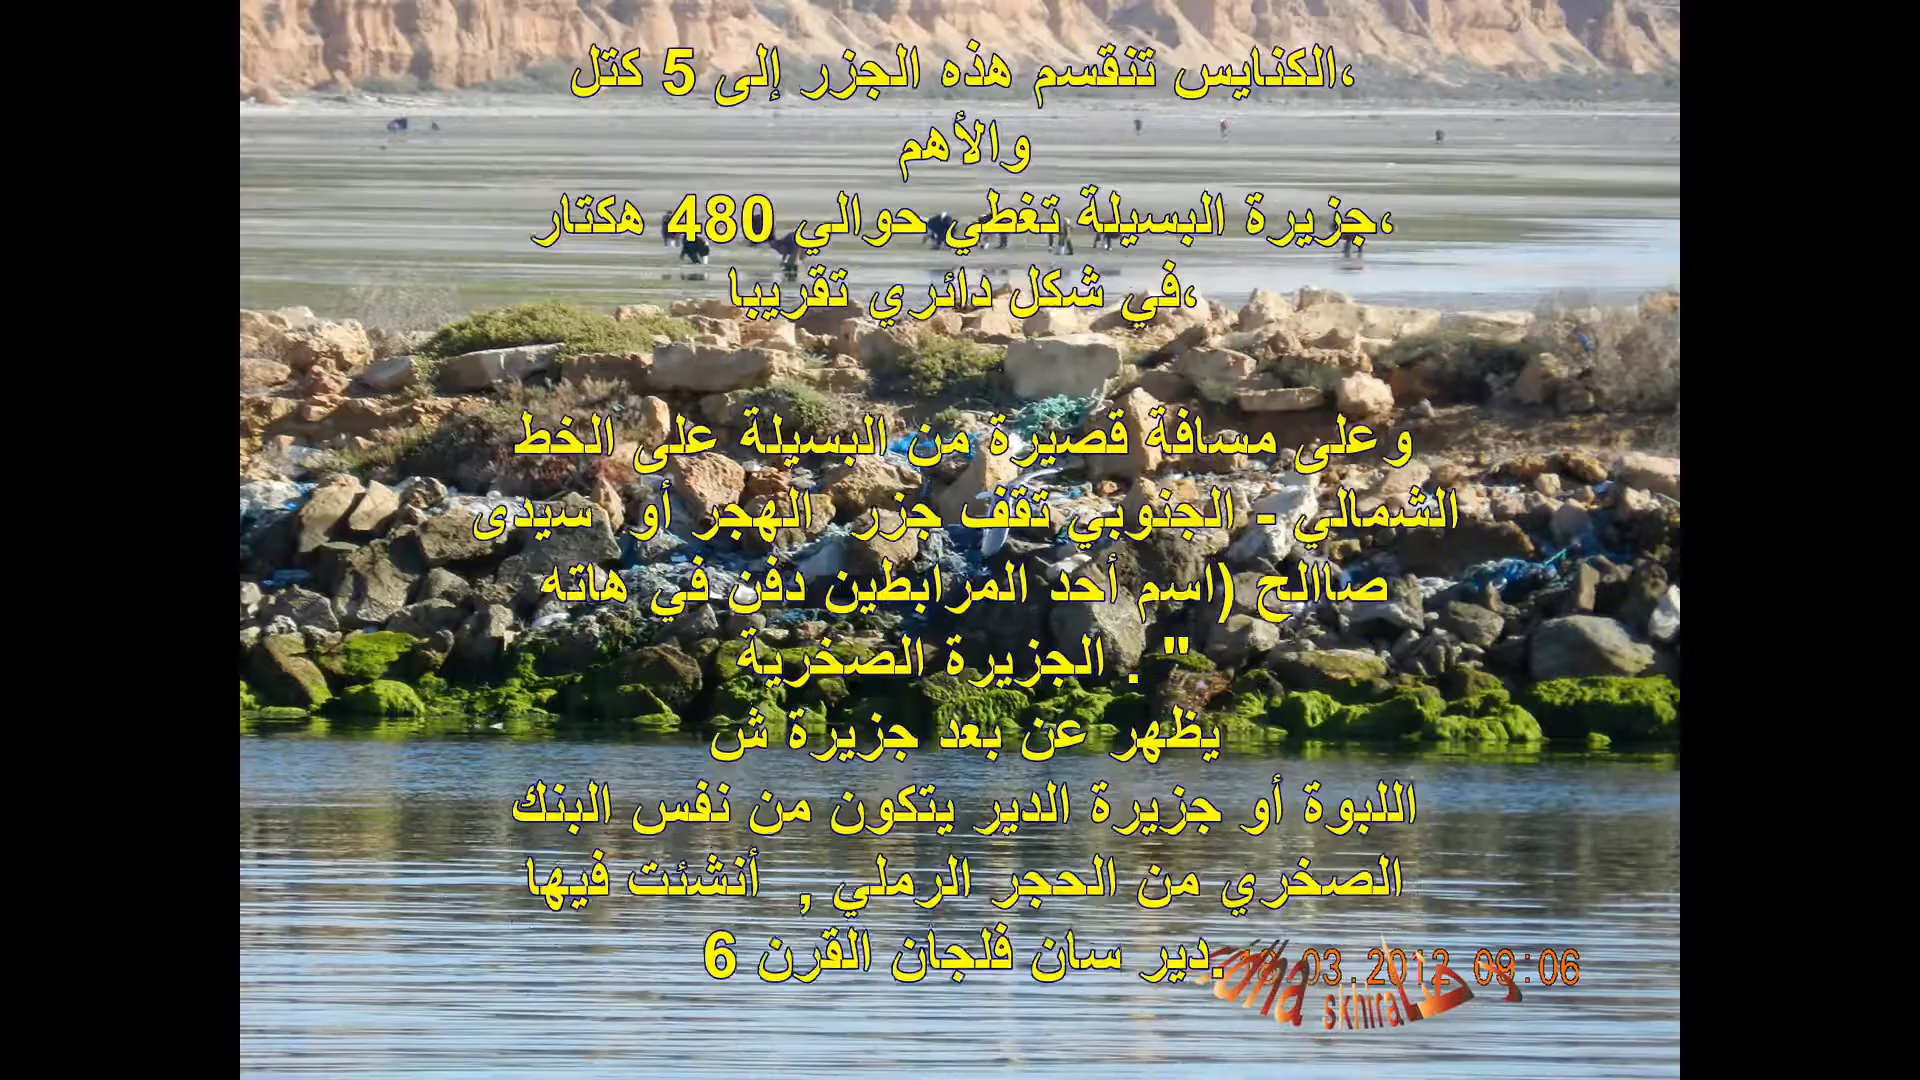 الكنايس تنقسم هذه الجزر إلى 5 كتل،
والأهم
جزيرة البسيلة تغطي حوالي 480 هكتار،
في شكل دائري تقريبا،
وعلى مسافة قصيرة من البسيلة على الخط
الشمالي - الجنوبي تقف جزر الهجر أو سيدى
صاالح (اسم أحد المرابطين دفن في هاته
الجزيرة الصخرية . "
يظهر عن بعد جزيرة ش
اللبوة أو جزيرة الدير يتكون من نفس البنك
الصخري من الحجر الرملي , أنشئت فيها
دير سان فلجان القرن 6.
03.2012 09:06
skhira